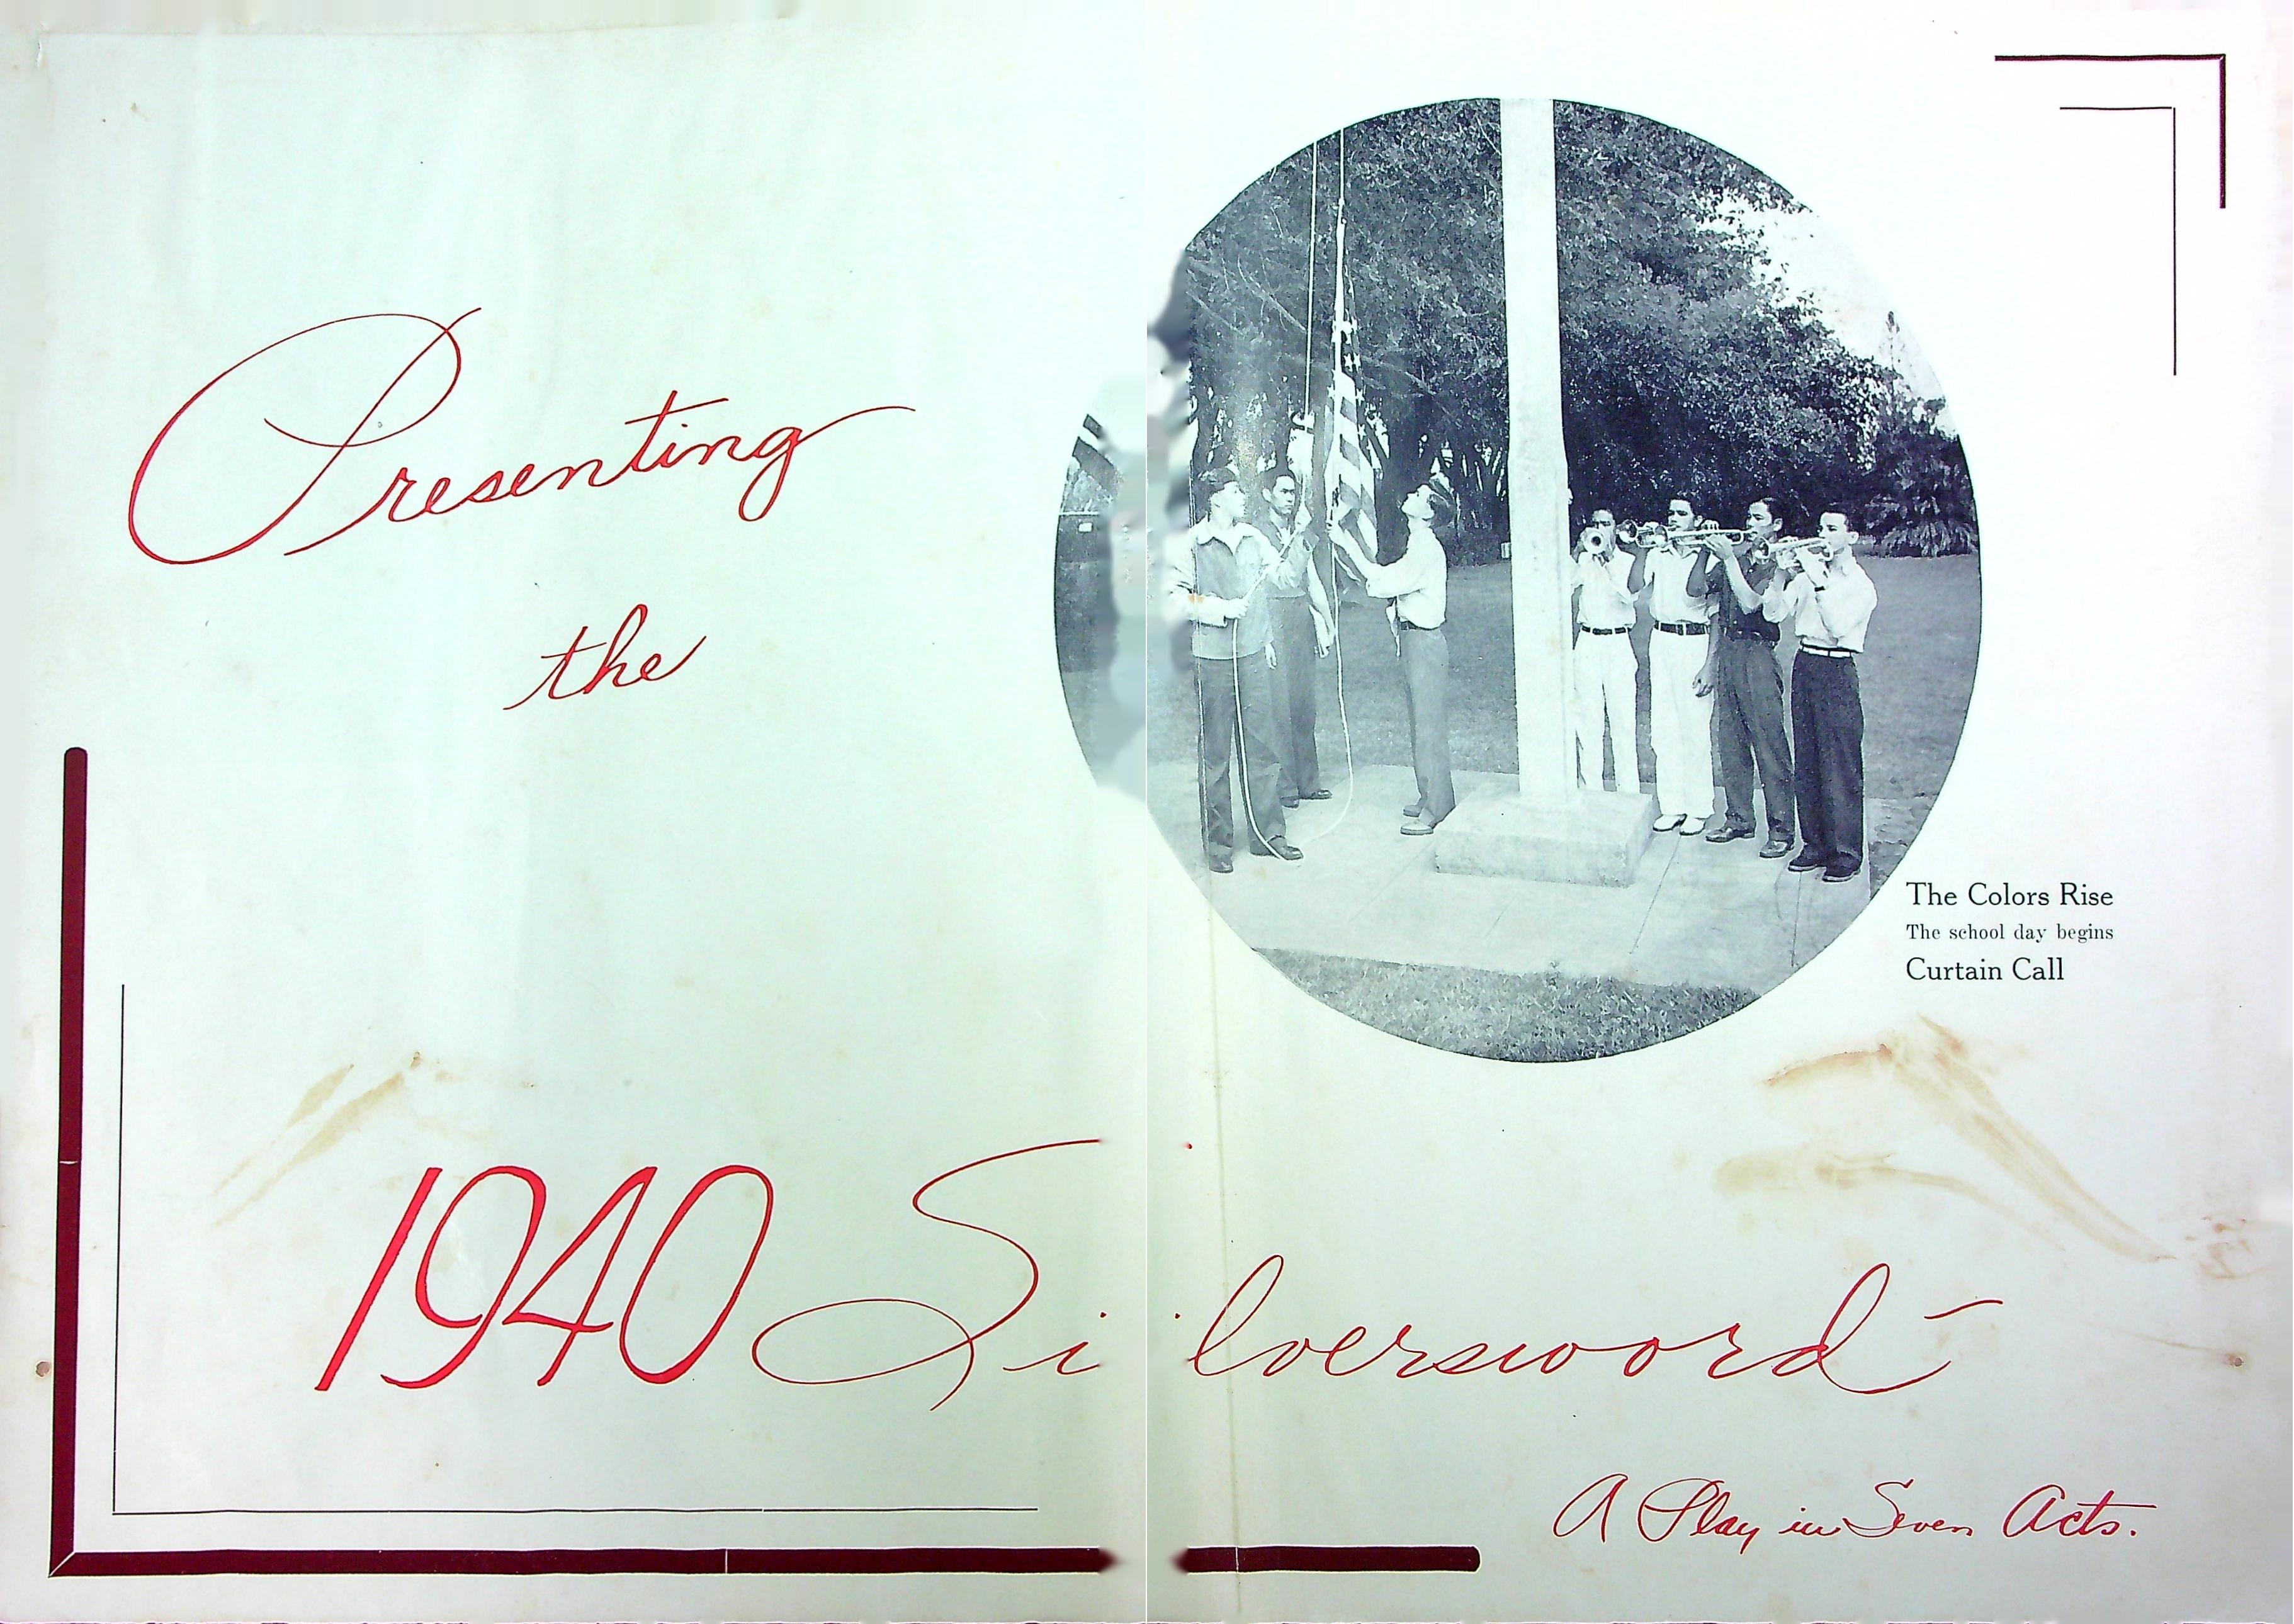 Presenting
the
1940 Silversword -
A Play in Seven Acts.
The Colors Rise
The school day begins
Curtain Call